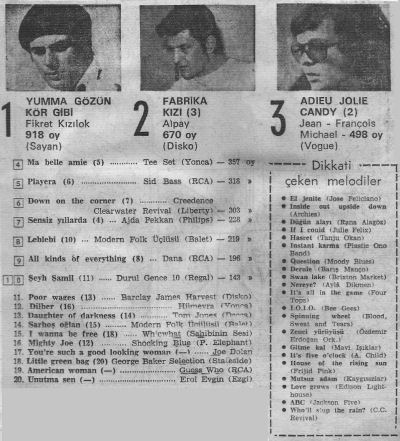 1
YUMMA GÖZÜN
KÖR GİBİ
Fikret Kızılok
918 oy
(Sayan)
2
FABRİKA
KIZI (3)
Alpay
670 oy
(Disko)
3
ADIEU JOLIE
CANDY (2)
Jean - François
Michael - 498 oy
(Vogue)
4 Ma belle amie (5) ........... Tee Set (Yonca) — 357 oy
5 Playera (6) .................. Sid Bass (RCA) — 318 »
6 Down on the corner (7) ......... Creedence
Clearwater Revival (Liberty) — 303 »
7 Sensiz yıllarda (4) ... Ajda Pekkan (Philips) — 228 »
8 Leblebi (10) ... Modern Folk Üçlüsü (Balet) — 219 »
9 All kinds of everything (8) ... Dana (RCA) — 196 »
10 Şeyh Şamil (11) ..... Durul Gence 10 (Regal) — 143 »
11. Poor wages (13) ....... Barclay James Harvest (Disko)
12. Dilber (16) ........................ Hümeyra (Yonca)
13. Daughter of darkness (14) ...... Tom Jones (Decca)
14. Sarhoş oğlan (15) ....... Modern Folk Üçlüsü (Balet)
15. I wanna be free (18)
16. Mighty Joe (12) ........... Shocking Blue (P. Elephant)
17. You're such a good looking woman (—) ... Joe Dolan
18. Little green bag (20) George Baker Selection (Stateside)
19. American woman (—) ............ Guess Who (RCA)
20. Unutma sen (—) ................ Erol Evgin (Ezgi)
Dikkati
çeken melodiler
● El jenite (Jose Feliciano)
● Inside out upside down
(Archies)
● Düğün alayı (Rana Alagöz)
● If I could (Julie Felix)
● Hasret (Tanju Okan)
● Instant karma (Plastic Ono
Band)
● Question (Moody Blues)
● Derule (Barış Manço)
● Swan lake (Brioton Market)
● Nereye? (Ayla Dikmen)
● It's all in the game (Four
Tops)
● I.O.I.O. (Bee Gees)
● Spinning wheel (Blood,
Sweat and Tears)
● Zenci yürüyüşü (Özdemir
Erdoğan Ork.)
● Gitme kal (Mavi Işıklar)
● It's five o'clock (A. Child)
● House of the rising sun
(Frijid Pink)
● Mutsuz adam (Kaygısızlar)
● Love grows (Edison Light-
house)
● ABC (Jackson Five)
● Who'll stop the rain? (C.C.
Revival)